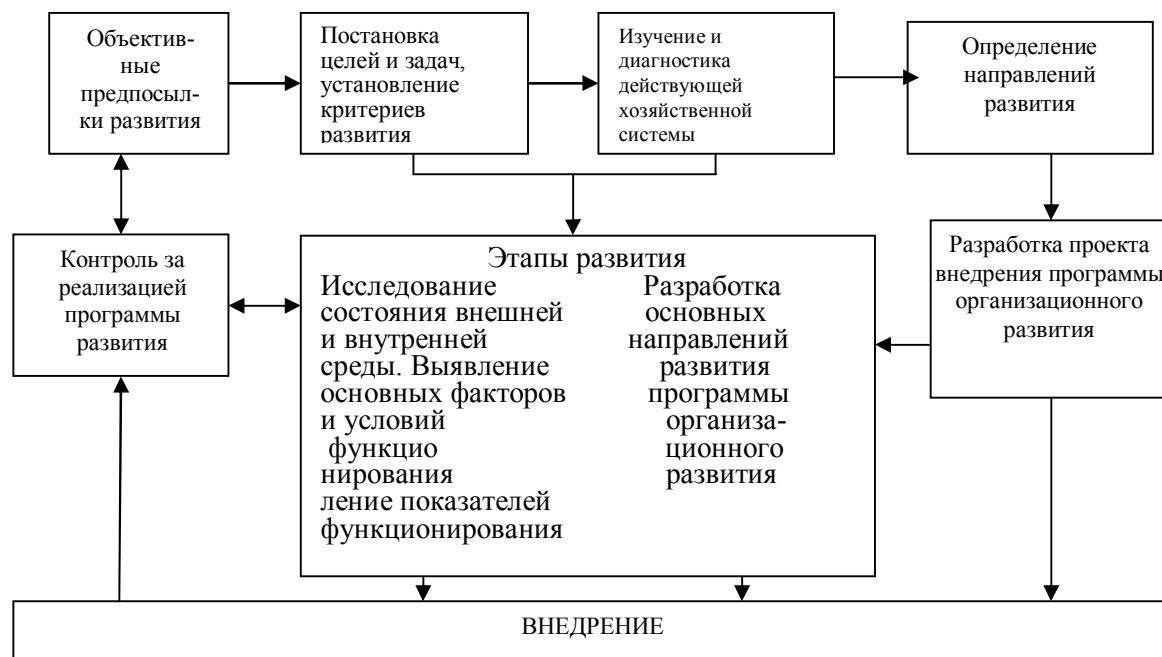 Объектив-
ные
предпосыл-
ки развития
Постановка
целей и задач,
установление
критериев
развития
Изучение и
диагностика
действующей
хозяйственной
системы
Определение
направлений
развития
Контроль за
реализацией
программы
развития
Этапы развития
Исследование
состояния внешней
и внутренней
среды. Выявление
основных факторов
и условий
функцио
нирования
ление показателей
функционирования
Разработка
основных
направлений
развития
программы
организа-
ционного
развития
Разработка проекта
внедрения программы
организационного
развития
ВНЕДРЕНИЕ